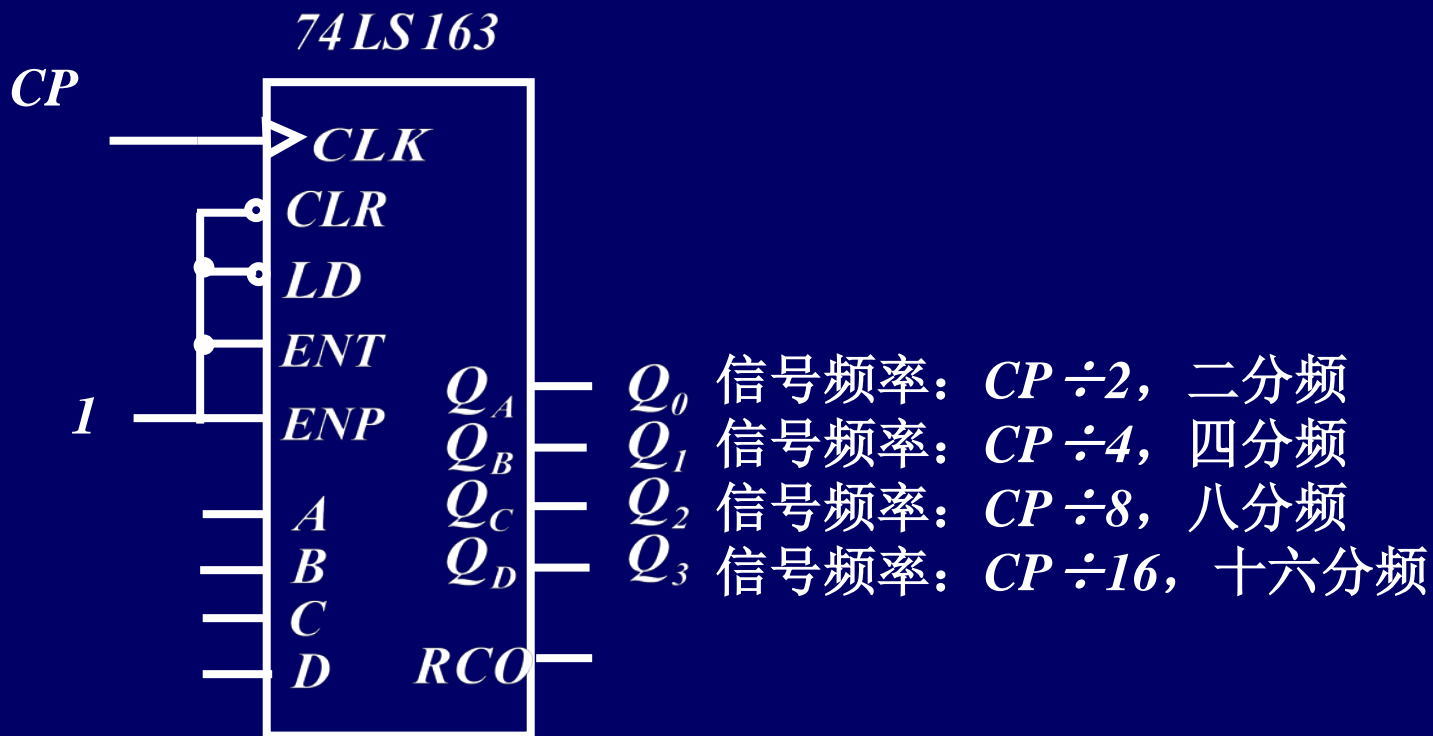 74LS163
CP
CLK
CLR
LD
ENT
1
ENP
A
B
C
D
QA Q0 信号频率：CP÷2，二分频
QB Q1 信号频率：CP÷4，四分频
QC Q2 信号频率：CP÷8，八分频
QD Q3 信号频率：CP÷16，十六分频
RCO